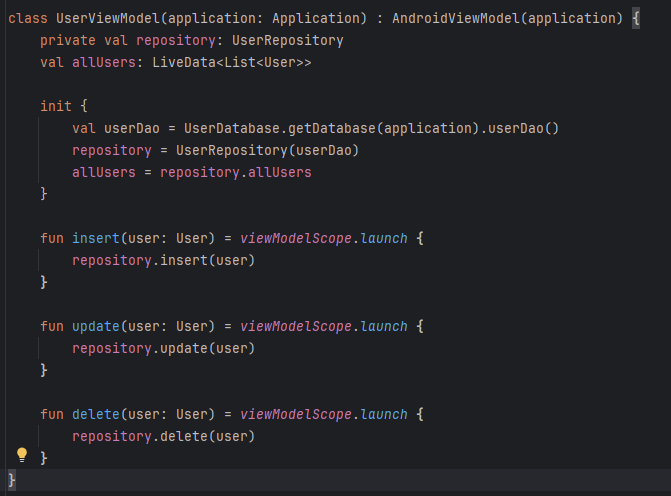 class UserViewModel(application: Application) : AndroidViewModel(application) {
    private val repository: UserRepository
    val allUsers: LiveData<List<User>>

    init {
        val userDao = UserDatabase.getDatabase(application).userDao()
        repository = UserRepository(userDao)
        allUsers = repository.allUsers
    }

    fun insert(user: User) = viewModelScope.launch {
        repository.insert(user)
    }

    fun update(user: User) = viewModelScope.launch {
        repository.update(user)
    }

    fun delete(user: User) = viewModelScope.launch {
        repository.delete(user)
    }
}